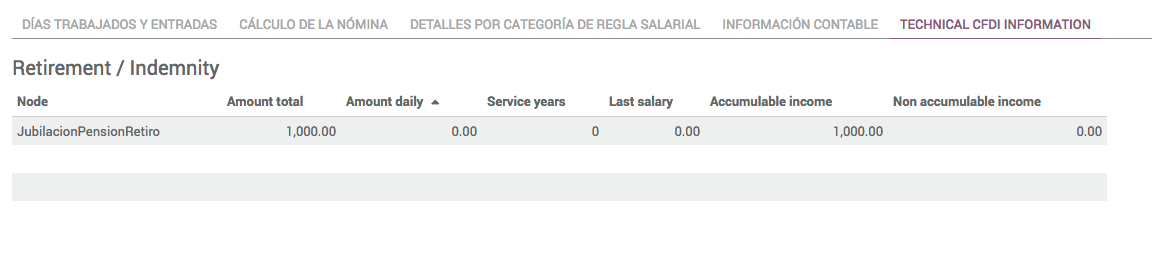 DÍAS TRABAJADOS Y ENTRADAS CÁLCULO DE LA NÓMINA DETALLES POR CATEGORÍA DE REGLA SALARIAL INFORMACIÓN CONTABLE TECHNICAL CFDI INFORMATION
Retirement / Indemnity
Node Amount total Amount daily Service years Last salary Accumulable income Non accumulable income
JubilacionPensionRetiro 1,000.00 0.00 0 0.00 1,000.00 0.00